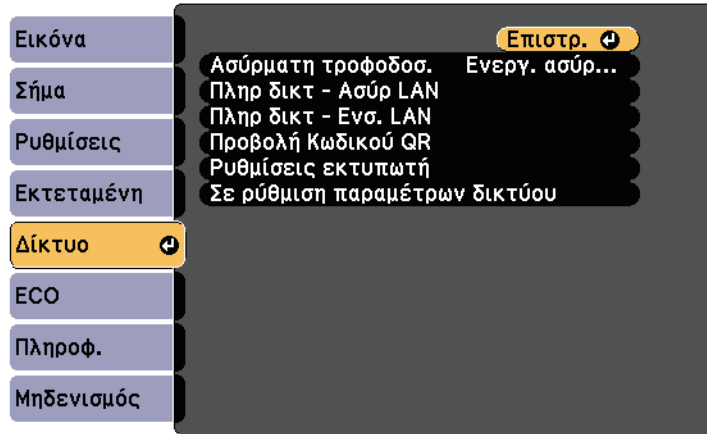 Εικόνα
Σήμα
Ρυθμίσεις
Εκτεταμένη
Δίκτυο
ECO
Πληροφ.
Μηδενισμός
Επιστρ.
Ασύρματη τροφοδοσ. Ενεργ. ασύρ...
Πληρ δικτ - Ασύρ LAN
Πληρ δικτ - Ενσ. LAN
Προβολή Κωδικού QR
Ρυθμίσεις εκτυπωτή
Σε ρύθμιση παραμέτρων δικτύου